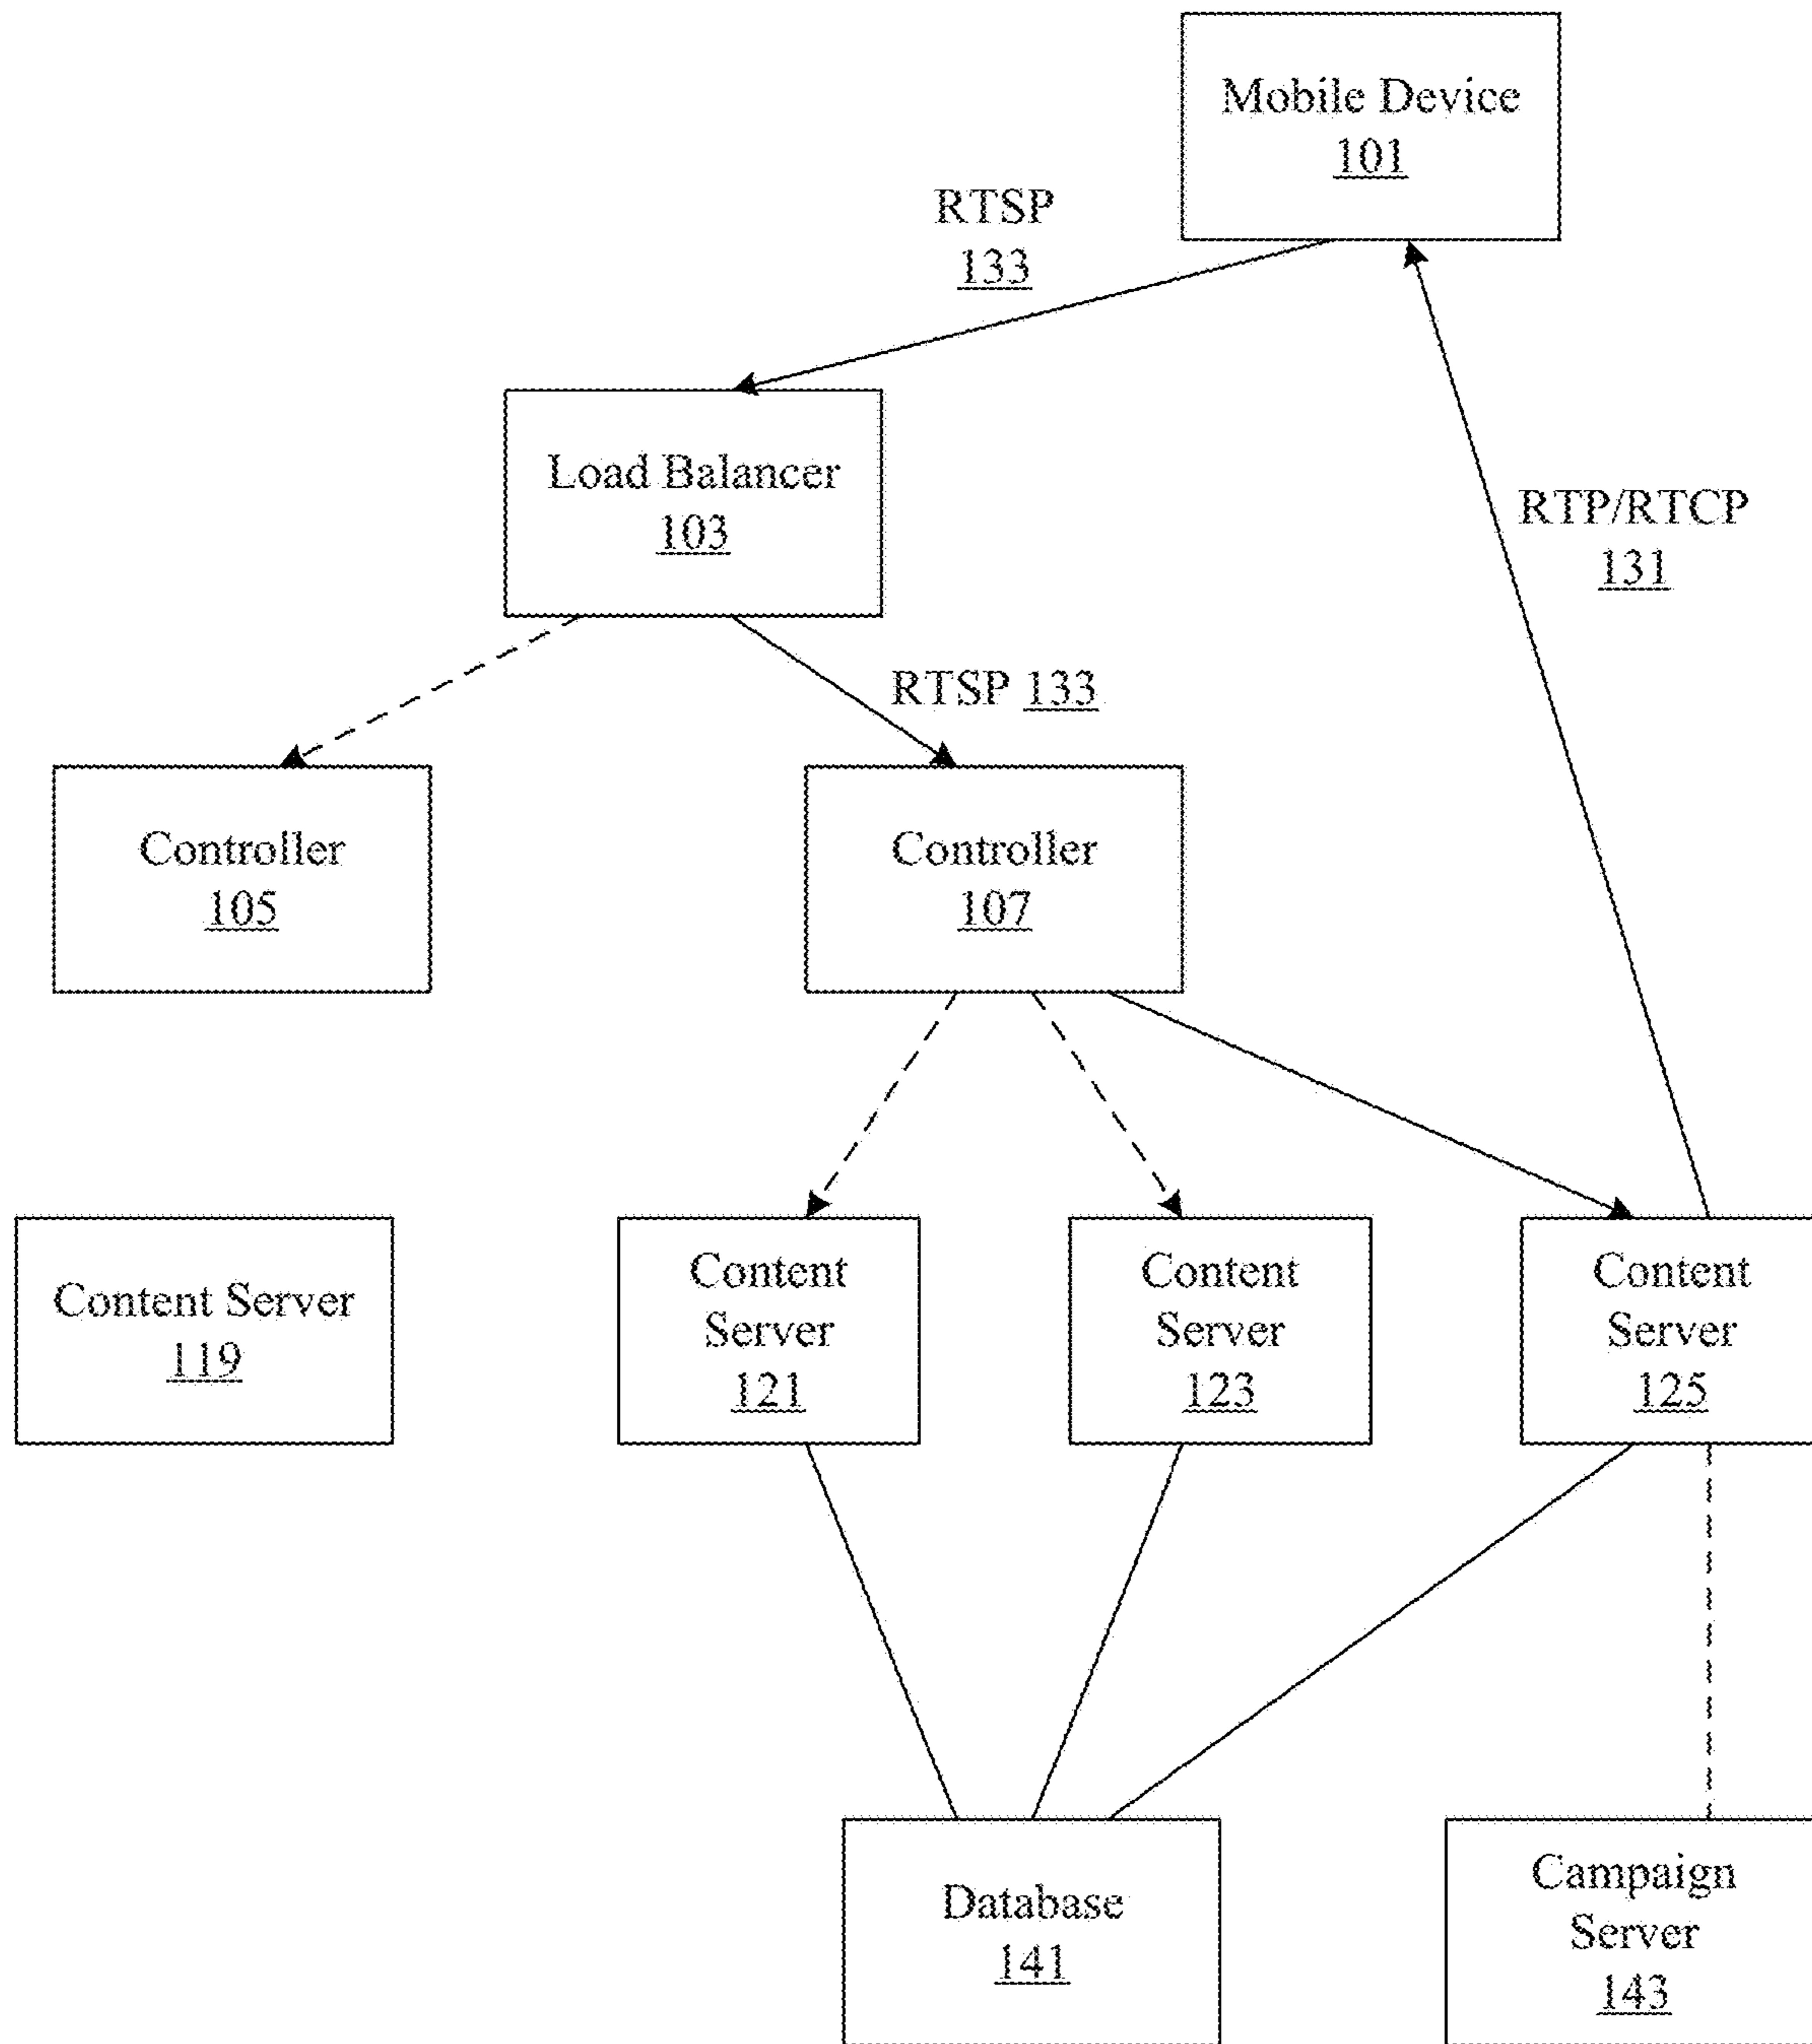 Mobile Device
101
RTSP
133
Load Balancer
103
RTP/RTCP
131
RTSP 133
Controller
105
Controller
107
Content Server
119
Content
Server
121
Content
Server
123
Content
Server
125
Database
141
Campaign
Server
143